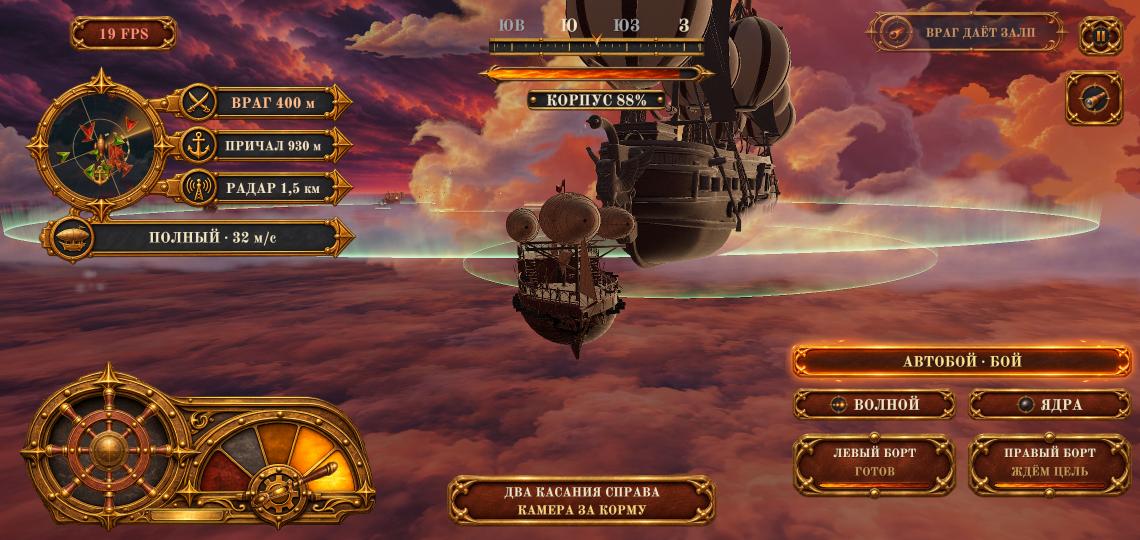 19 FPS
ЮВ Ю ЮЗ З
ВРАГ ДАЁТ ЗАЛП
КОРПУС 88%
ВРАГ 400 м
ПРИЧАЛ 930 м
РАДАР 1,5 км
ПОЛНЫЙ · 32 м/с
АВТОБОЙ · БОЙ
ВОЛНОЙ
ЯДРА
ЛЕВЫЙ БОРТ
ГОТОВ
ПРАВЫЙ БОРТ
ЖДЁМ ЦЕЛЬ
ДВА КАСАНИЯ СПРАВА
КАМЕРА ЗА КОРМУ